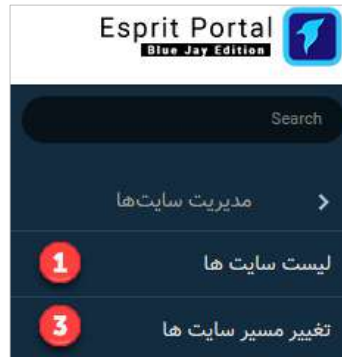 Esprit Portal
Blue Jay Edition
Search
مدیریت سایت‌ها
لیست سایت ها
1
تغییر مسیر سایت ها
3